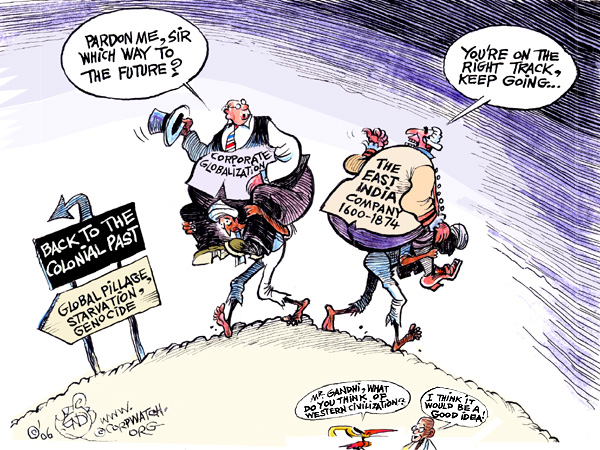 PARDON ME, SIR
WHICH WAY TO
THE FUTURE?
YOU'RE ON THE
RIGHT TRACK,
KEEP GOING...
CORPORATE
GLOBALIZATION
THE
EAST
INDIA
COMPANY
1600-1874
BACK TO THE
COLONIAL PAST
GLOBAL PILLAGE,
STARVATION,
GENOCIDE
MR. GANDHI, WHAT
DO YOU THINK OF
WESTERN CIVILIZATION?
I THINK IT
WOULD BE A
GOOD IDEA!
©'06
WWW.
CORPWATCH.
ORG